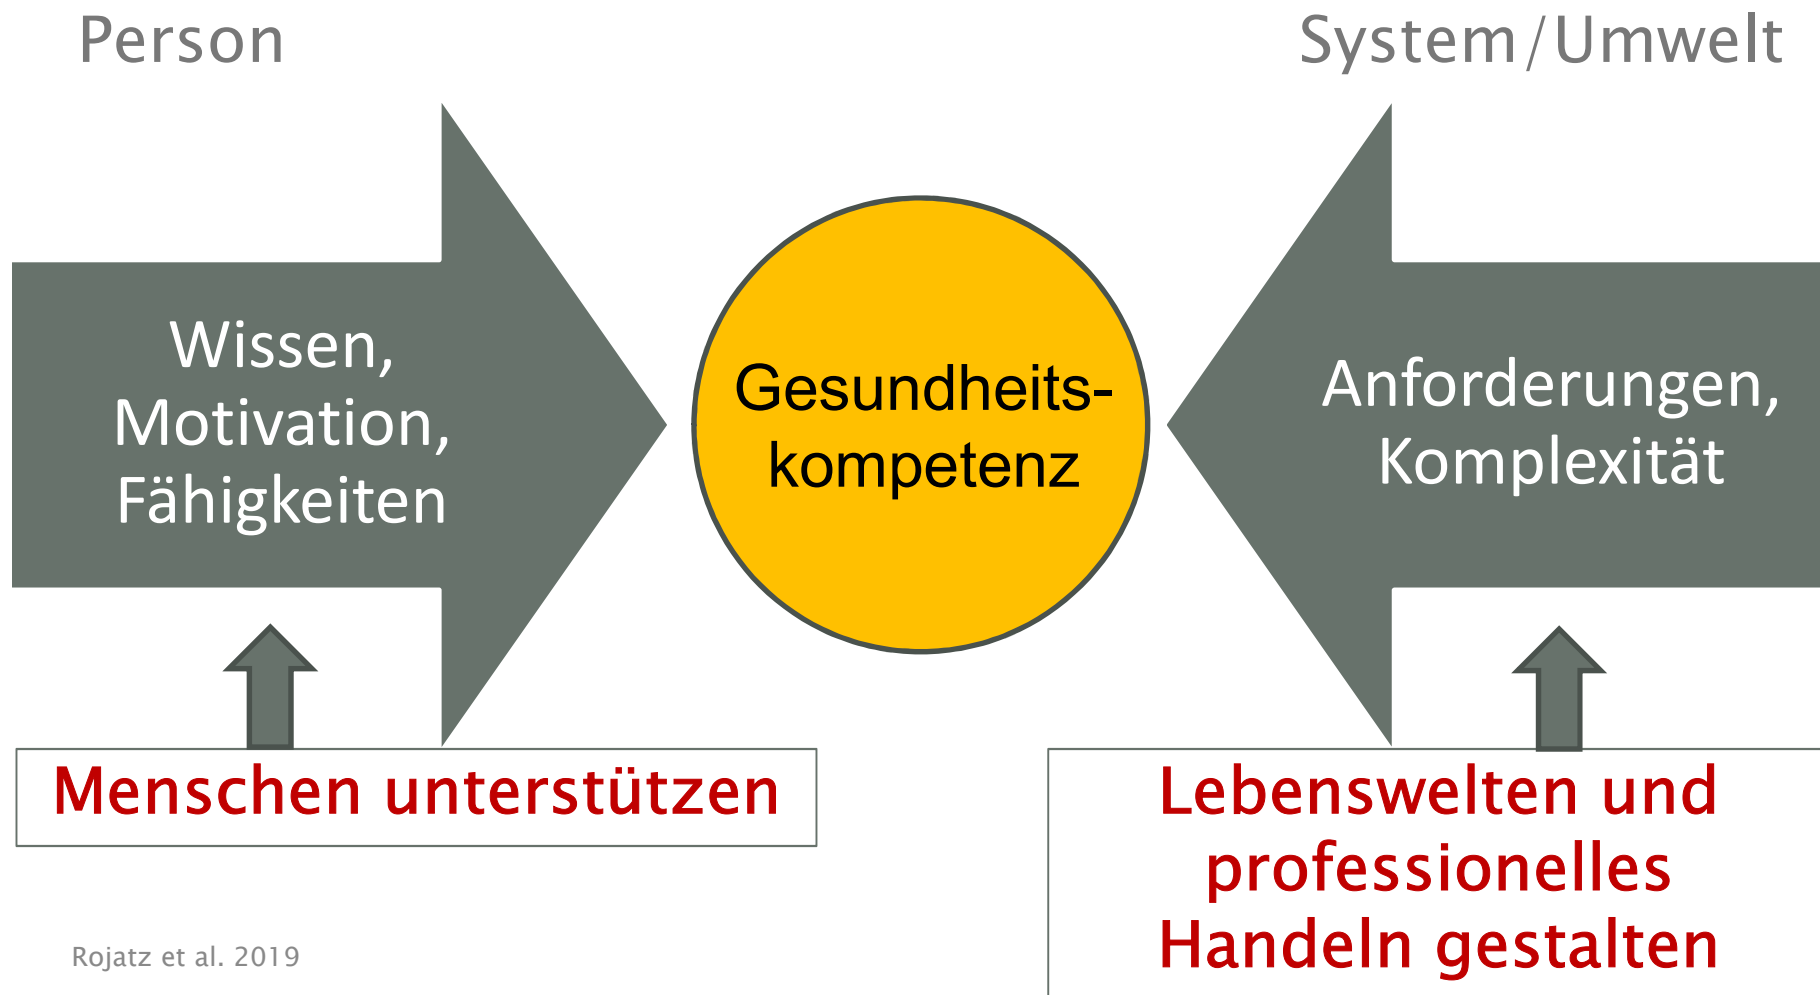 Person
System/Umwelt
Wissen,
Motivation,
Fähigkeiten
Gesundheits-
kompetenz
Anforderungen,
Komplexität
Menschen unterstützen
Lebenswelten und
professionelles
Handeln gestalten
Rojatz et al. 2019